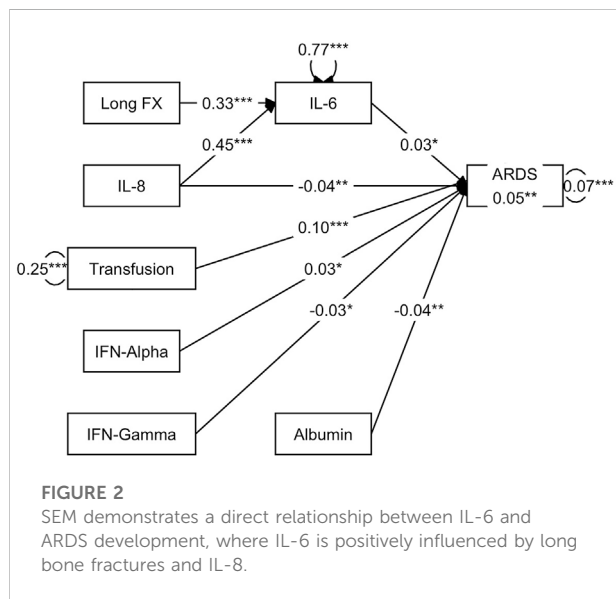 0.77***
Long FX
0.33***
IL-6
0.45***
0.03*
IL-8
-0.04**
ARDS
0.05**
0.07***
0.10***
0.25***
Transfusion
0.03*
IFN-Alpha
-0.03*
-0.04**
IFN-Gamma
Albumin
FIGURE 2
SEM demonstrates a direct relationship between IL-6 and
ARDS development, where IL-6 is positively influenced by long
bone fractures and IL-8.